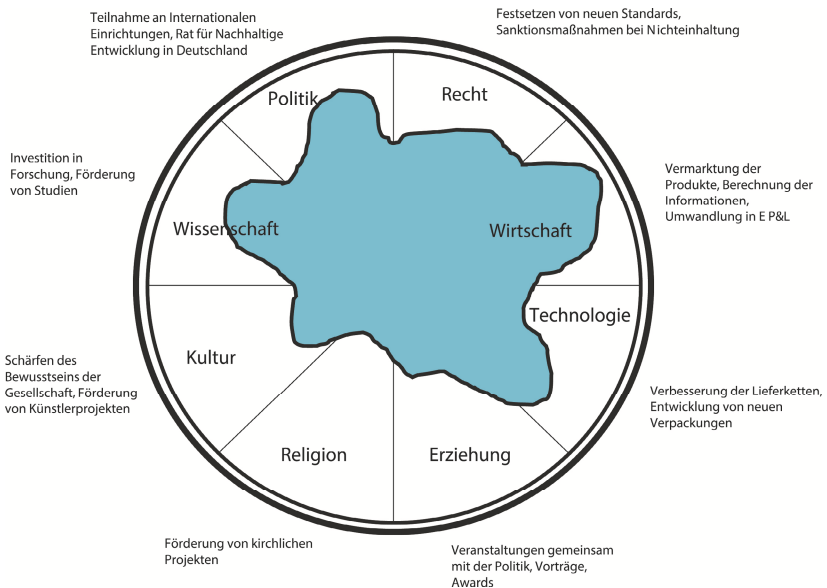 Teilnahme an Internationalen
Einrichtungen, Rat für Nachhaltige
Entwicklung in Deutschland
Festsetzen von neuen Standards,
Sanktionsmaßnahmen bei Nichteinhaltung
Politik
Recht
Investition in
Forschung, Förderung
von Studien
Vermarktung der
Produkte, Berechnung der
Informationen,
Umwandlung in E P&L
Wissenschaft
Wirtschaft
Technologie
Kultur
Schärfen des
Bewusstseins der
Gesellschaft, Förderung
von Künstlerprojekten
Verbesserung der Lieferketten,
Entwicklung von neuen
Verpackungen
Religion
Erziehung
Förderung von kirchlichen
Projekten
Veranstaltungen gemeinsam
mit der Politik, Vorträge,
Awards